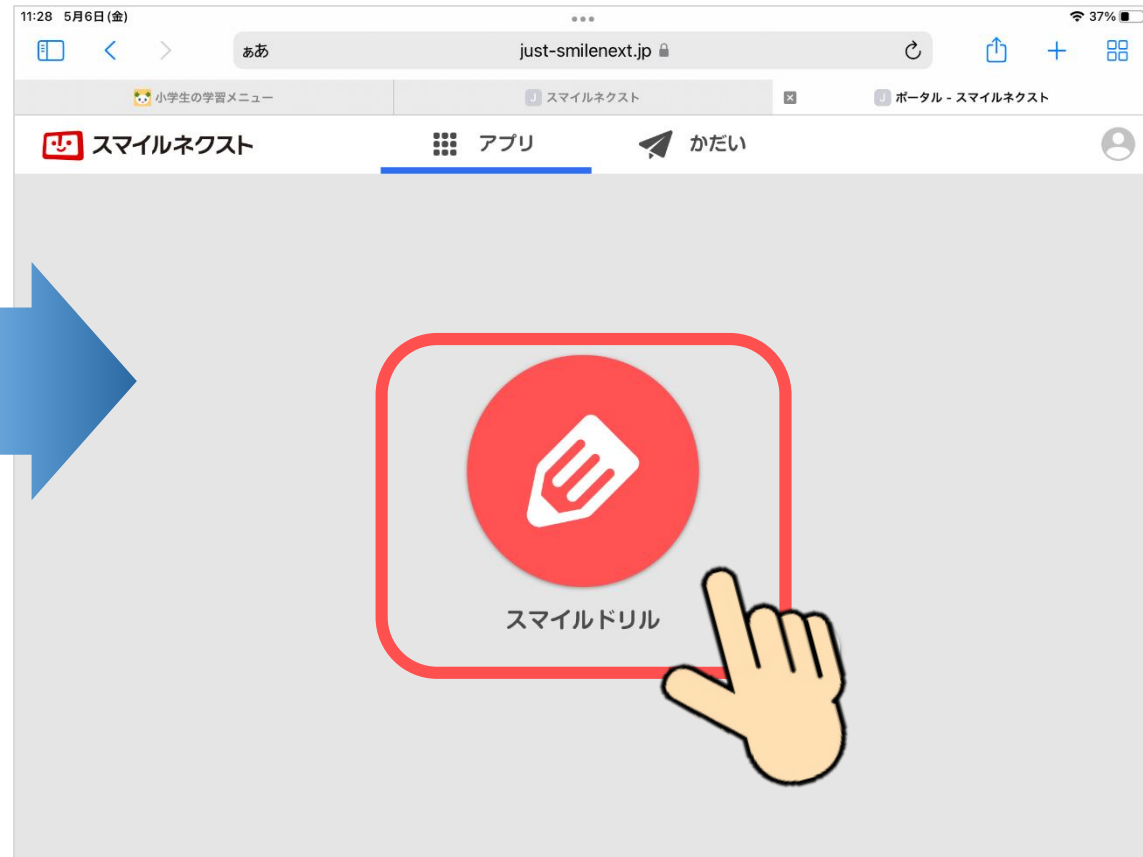 11:28 5月6日(金)
37%
ぁあ
just-smilenext.jp
小学生の学習メニュー
J スマイルネクスト
J ポータル - スマイルネクスト
スマイルネクスト
アプリ
かだい
スマイルドリル